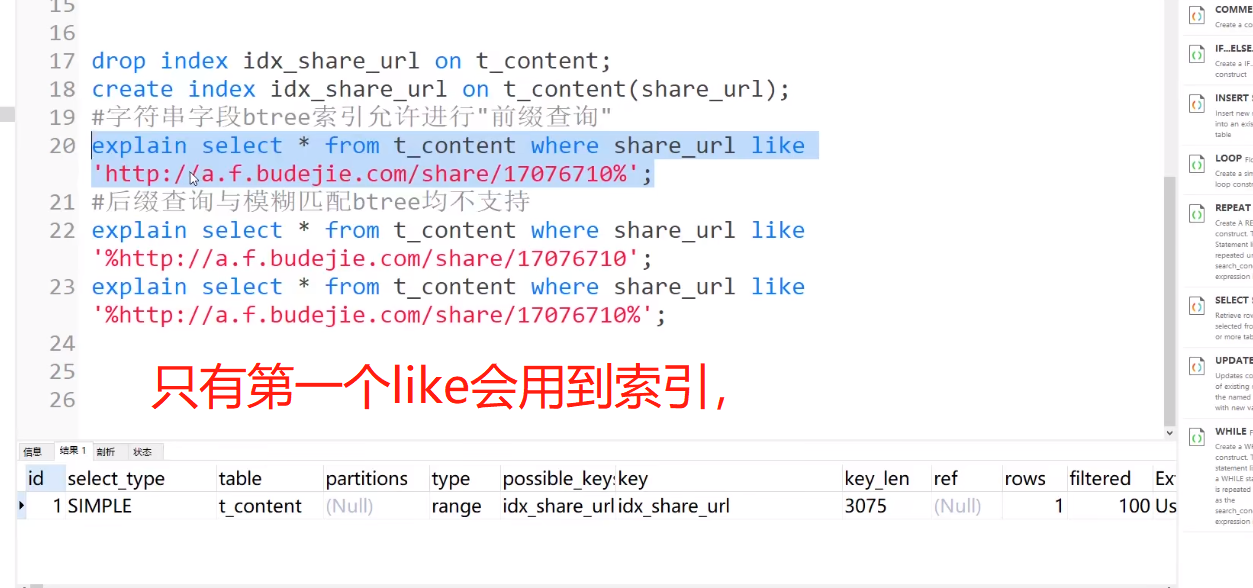 15
16
17 drop index idx_share_url on t_content;
18 create index idx_share_url on t_content(share_url);
19 #字符串字段btree索引允许进行"前缀查询"
20 explain select * from t_content where share_url like
'http://a.f.budejie.com/share/17076710%';
21 #后缀查询与模糊匹配btree均不支持
22 explain select * from t_content where share_url like
'%http://a.f.budejie.com/share/17076710';
23 explain select * from t_content where share_url like
'%http://a.f.budejie.com/share/17076710%';
24
25
26
只有第一个like会用到索引，
信息 结果 1 剖析 状态
id select_type table partitions type possible_keys key key_len ref rows filtered Ex
1 SIMPLE t_content (Null) range idx_share_url idx_share_url 3075 (Null) 1 100 Us
COMME
Create a co
IF...ELSE.
Create a IF.
construct
INSERT S
Insert new
into an exis
table
LOOP Flo
Create a sim
loop constr
REPEAT
Create A RE
construct. T
Statement li
repeated un
search_con
expression
SELECT S
Retrieve row
selected fro
or more tab
UPDATE
Updates co
of existing
the named
with new va
WHILE F
Create a W
construct. T
statement li
a WHILE sta
is repeated
as the
search_con
expression